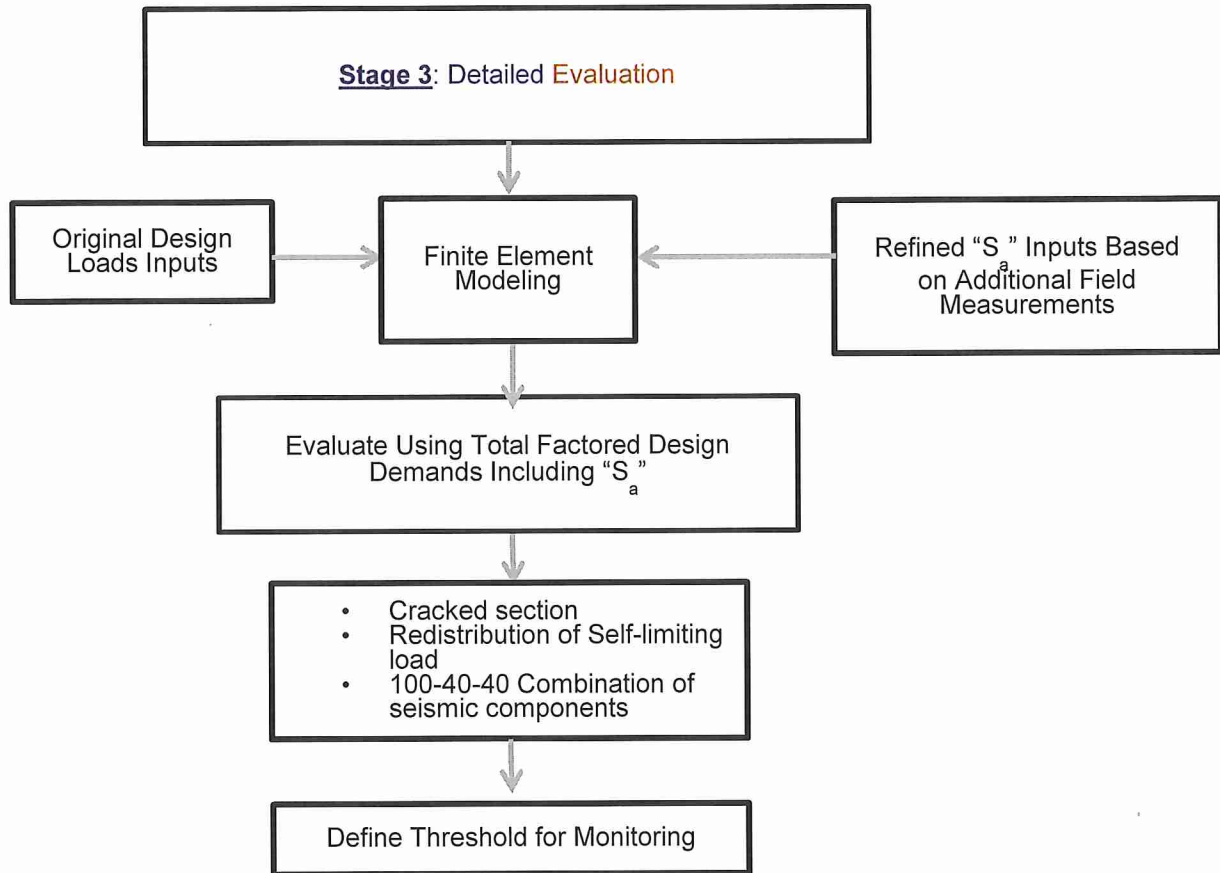 Stage 3: Detailed Evaluation
Original Design
Loads Inputs
Finite Element
Modeling
Refined “Sa” Inputs Based
on Additional Field
Measurements
Evaluate Using Total Factored Design
Demands Including “Sa”
• Cracked section
• Redistribution of Self-limiting
load
• 100-40-40 Combination of
seismic components
Define Threshold for Monitoring